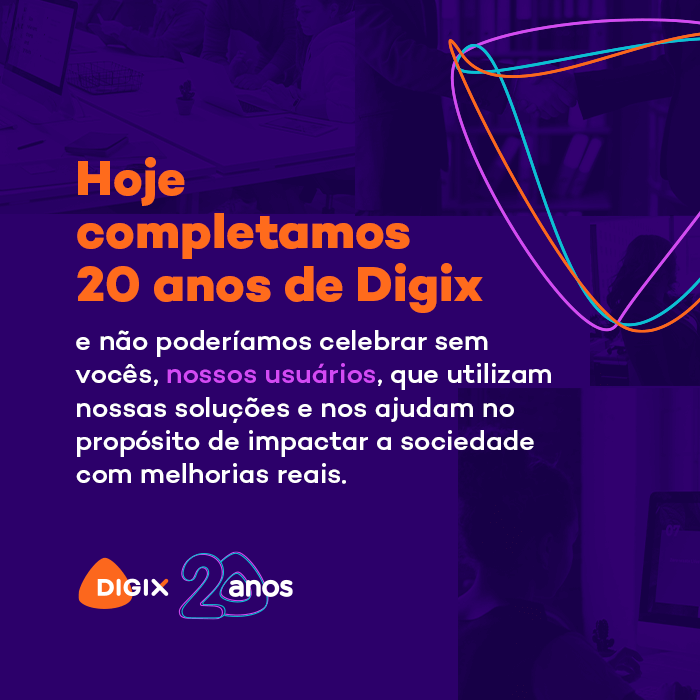 Hoje
completamos
20 anos de Digix
e não poderíamos celebrar sem
vocês, nossos usuários, que utilizam
nossas soluções e nos ajudam no
propósito de impactar a sociedade
com melhorias reais.
DIGIX 20 anos